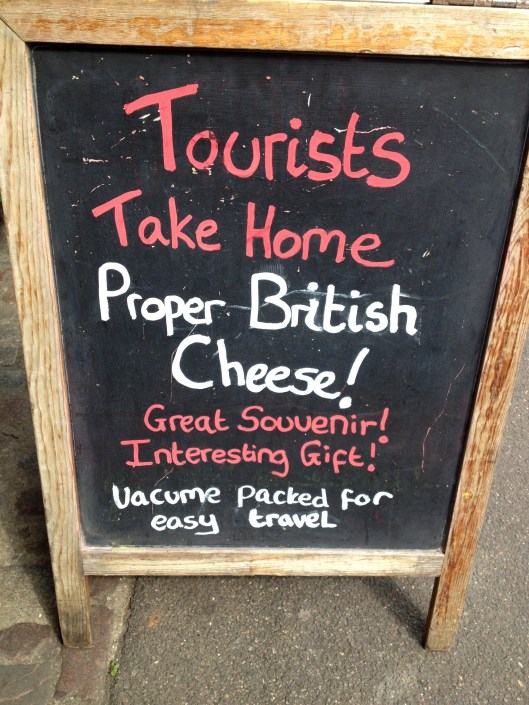 Tourists
Take Home
Proper British
Cheese!
Great Souvenir!
Interesting Gift!
Vacume Packed for
easy travel